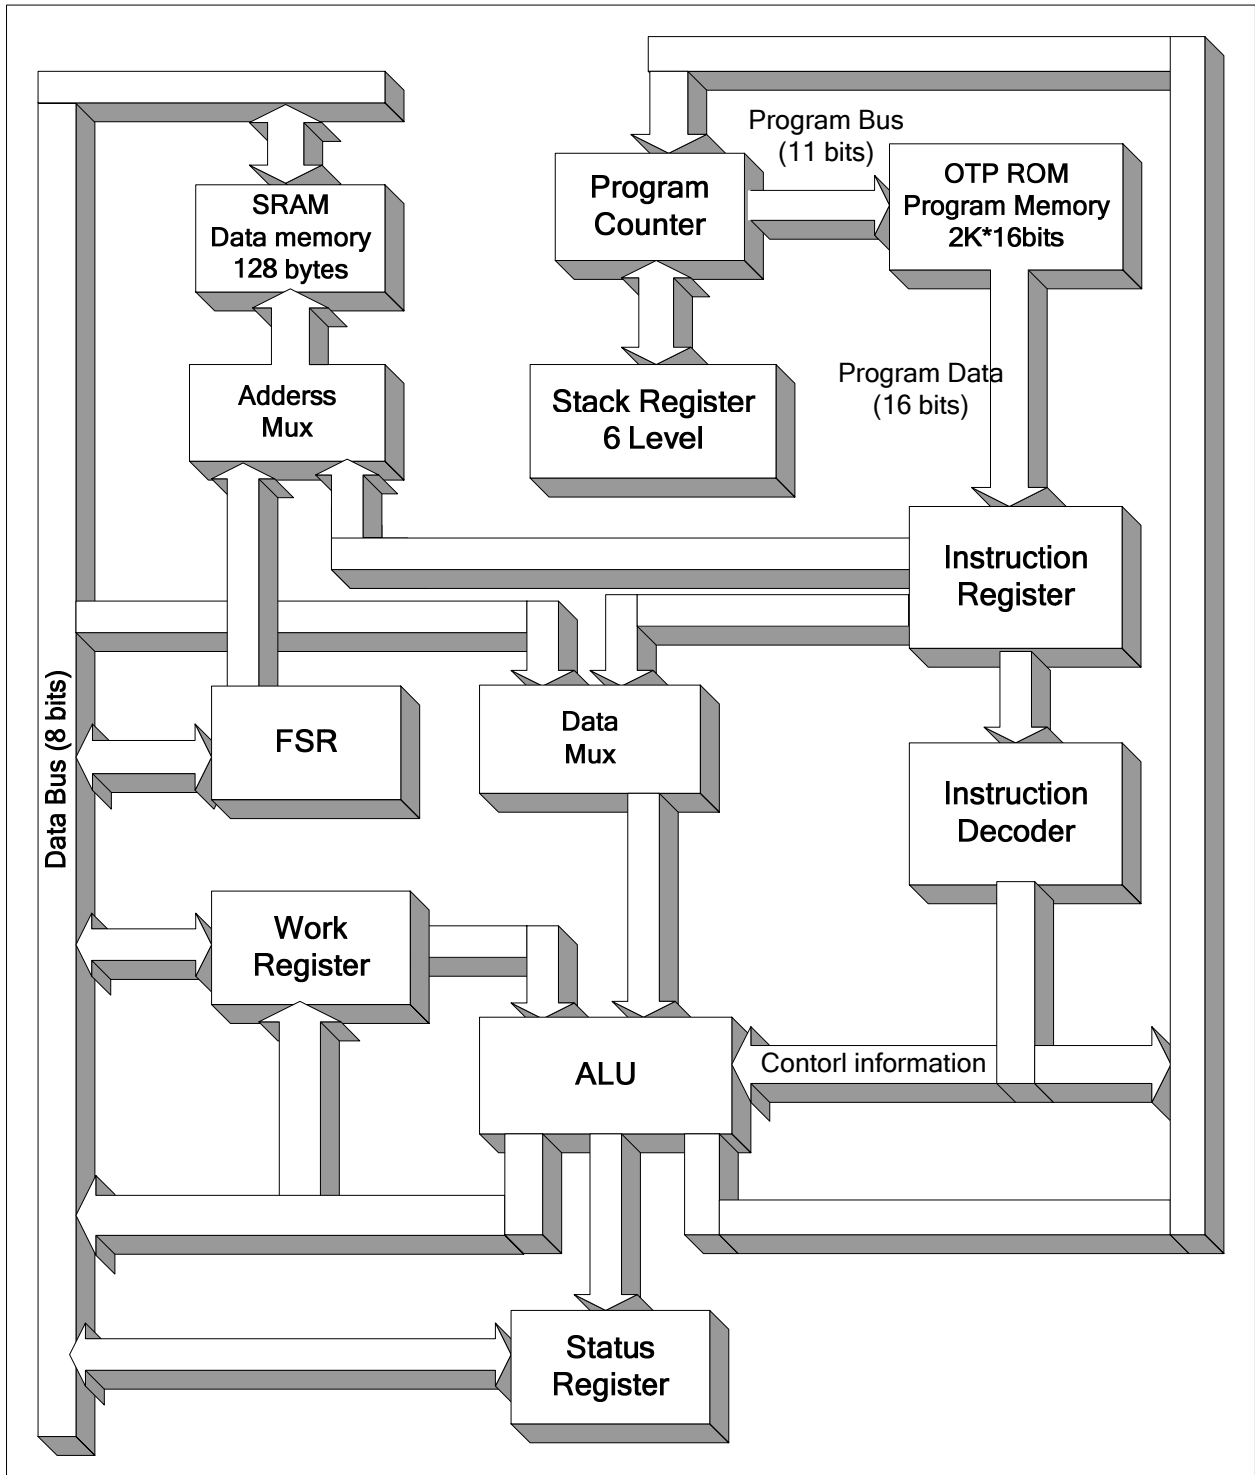 Program Bus
(11 bits)
OTP ROM
Program Memory
2K*16bits
Program
Counter
SRAM
Data memory
128 bytes
Adderss
Mux
Stack Register
6 Level
Program Data
(16 bits)
Instruction
Register
Data Bus (8 bits)
FSR
Data
Mux
Instruction
Decoder
Work
Register
ALU
Contorl information
Status
Register